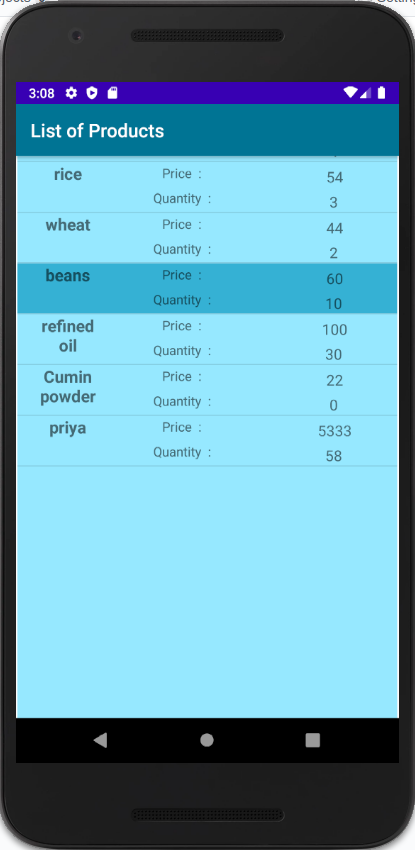 3:08
List of Products
rice Price : 54
Quantity : 3
wheat Price : 44
Quantity : 2
beans Price : 60
Quantity : 10
refined oil Price : 100
Quantity : 30
Cumin powder Price : 22
Quantity : 0
priya Price : 5333
Quantity : 58